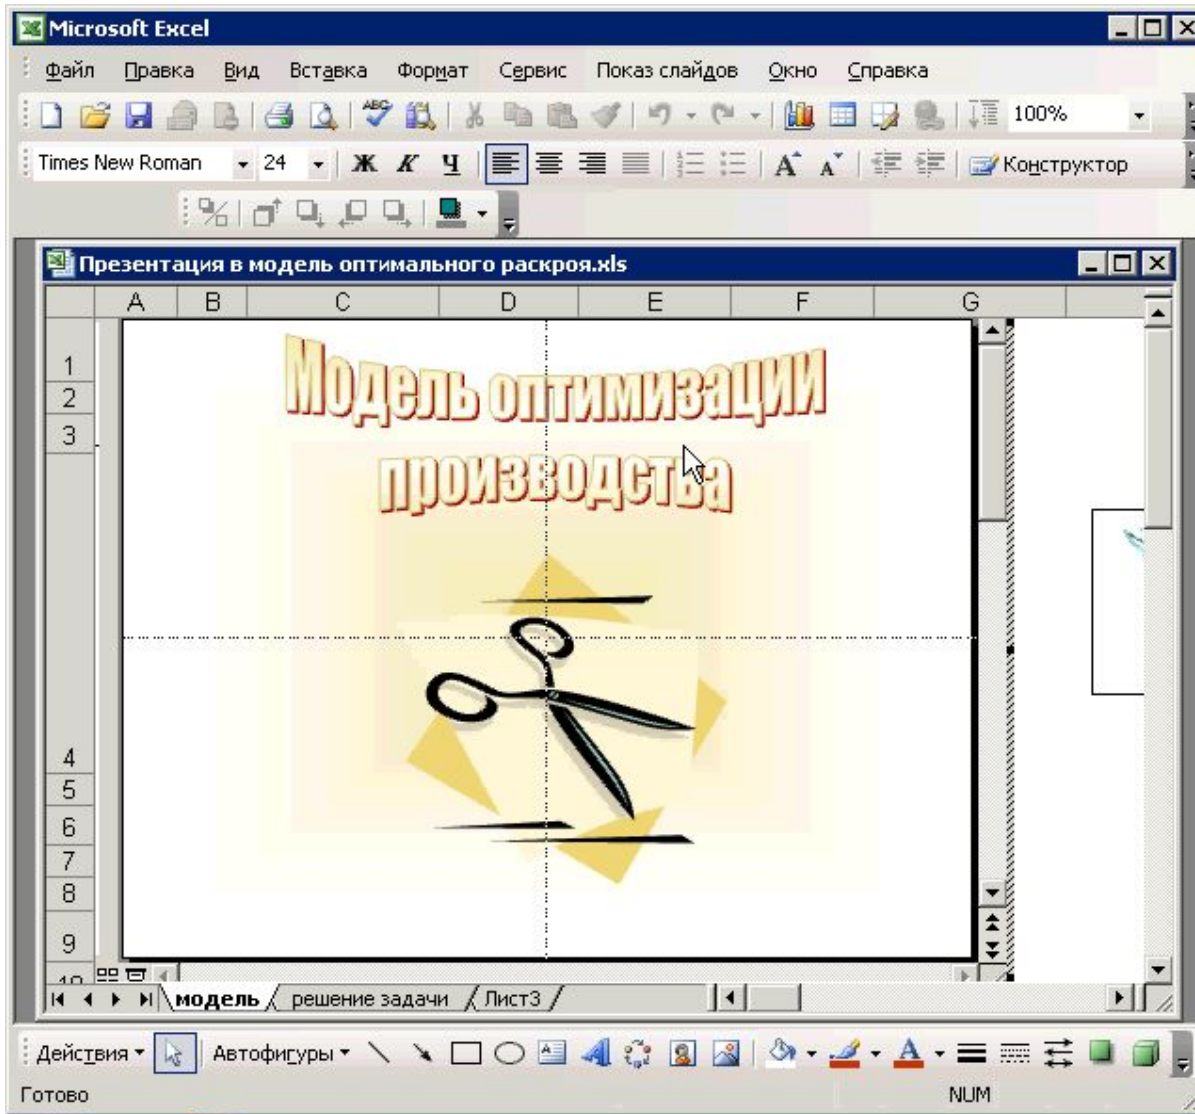 Microsoft Excel
Файл Правка Вид Вставка Формат Сервис Показ слайдов Окно Справка
ABC 100%
Times New Roman 24 Ж К Ч А А Конструктор
Презентация в модель оптимального раскроя.xls
A B C D E F G
1
2
3
4
5
6
7
8
9
10
Модель оптимизации
производства
модель решение задачи Лист3
Действия Автофигуры А
Готово NUM